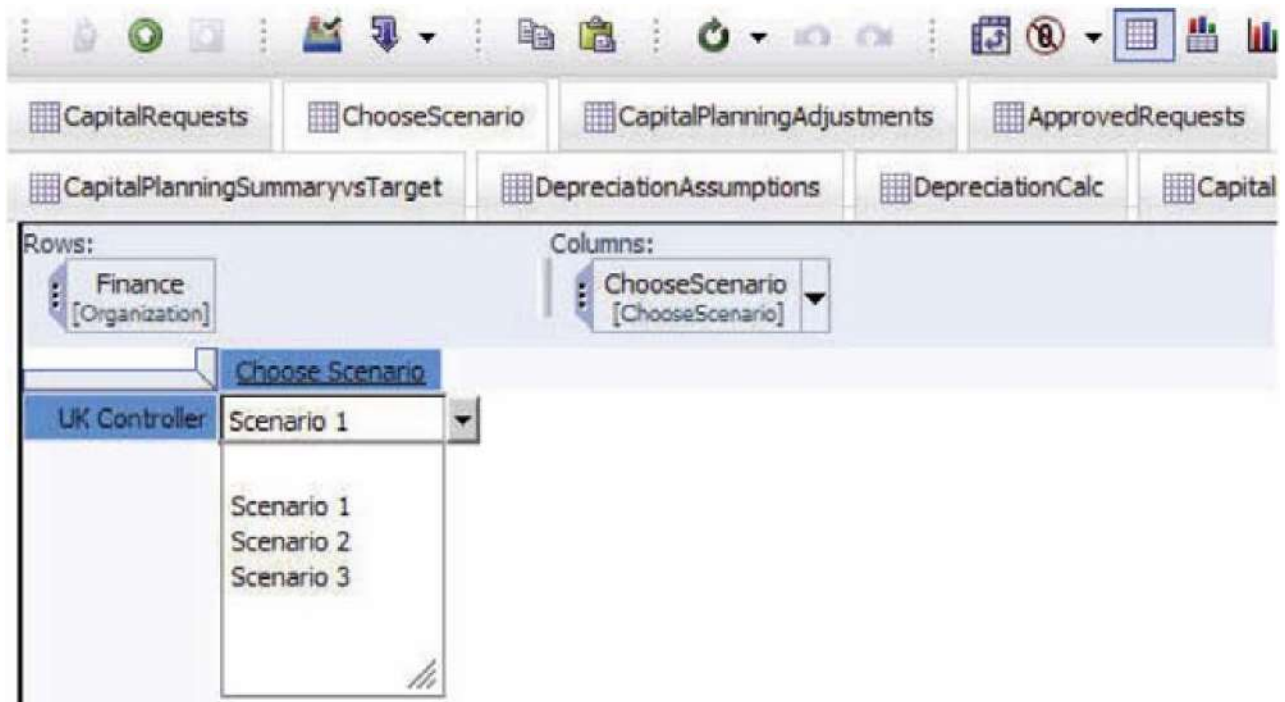 CapitalRequests ChooseScenario CapitalPlanningAdjustments ApprovedRequests
CapitalPlanningSummaryvsTarget DepreciationAssumptions DepreciationCalc Capital
Rows: Columns:
Finance ChooseScenario
[Organization] [ChooseScenario]
Choose Scenario
UK Controller Scenario 1
Scenario 1
Scenario 2
Scenario 3